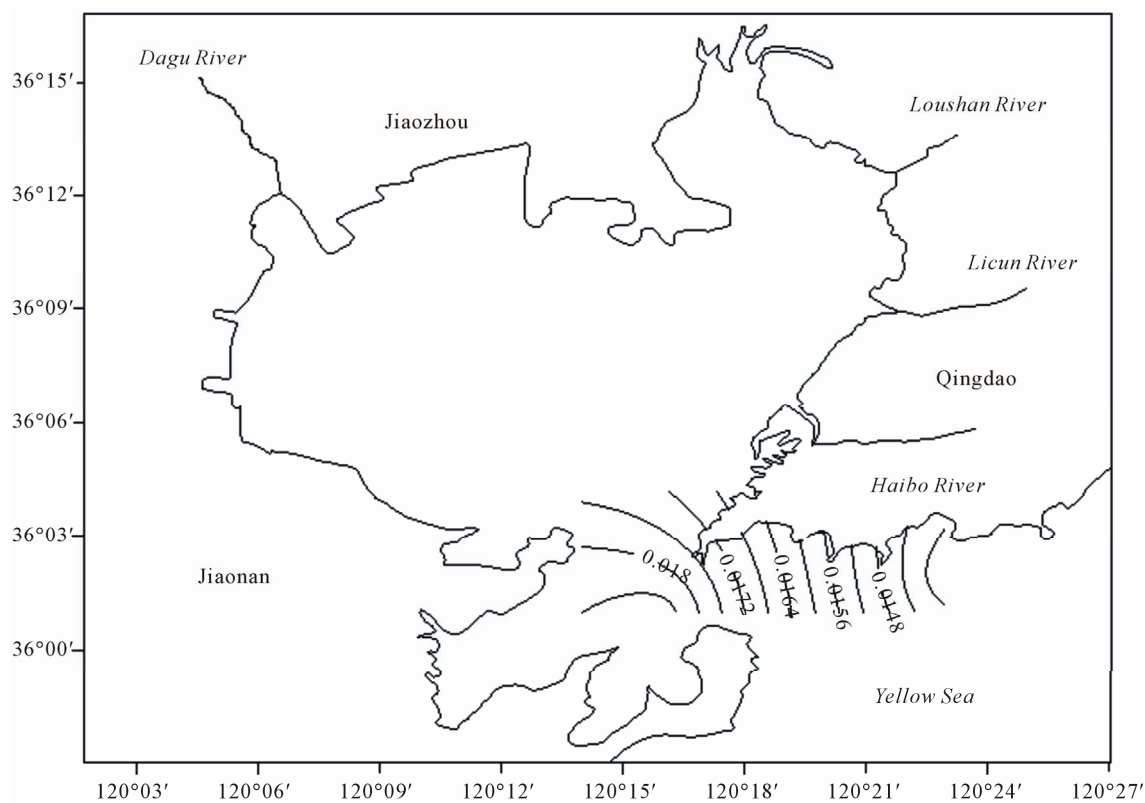 Dagu River
36°15′
Loushan River
Jiaozhou
36°12′
Licun River
36°09′
Qingdao
36°06′
Haibo River
36°03′
0.018
0.0172
0.0164
0.0156
0.0148
Jiaonan
36°00′
Yellow Sea
120°03′ 120°06′ 120°09′ 120°12′ 120°15′ 120°18′ 120°21′ 120°24′ 120°27′